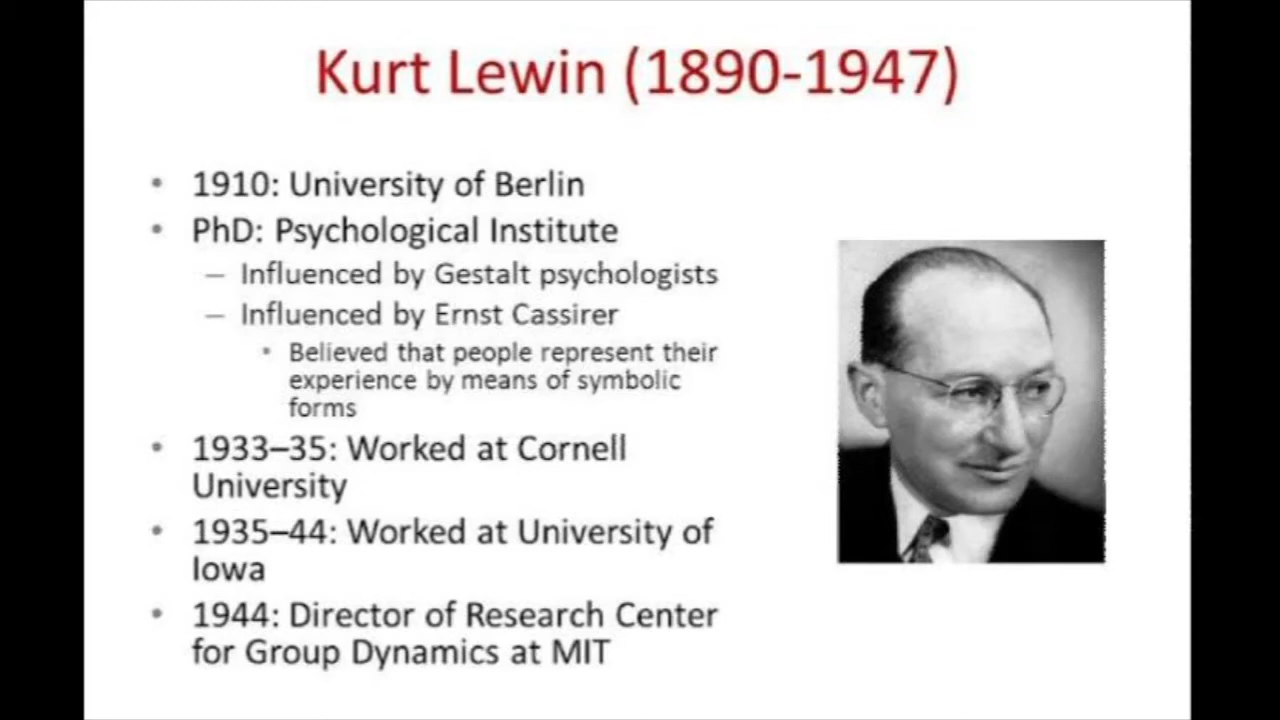 Kurt Lewin (1890-1947)
• 1910: University of Berlin
• PhD: Psychological Institute
– Influenced by Gestalt psychologists
– Influenced by Ernst Cassirer
• Believed that people represent their
experience by means of symbolic
forms
• 1933–35: Worked at Cornell
University
• 1935–44: Worked at University of
Iowa
• 1944: Director of Research Center
for Group Dynamics at MIT